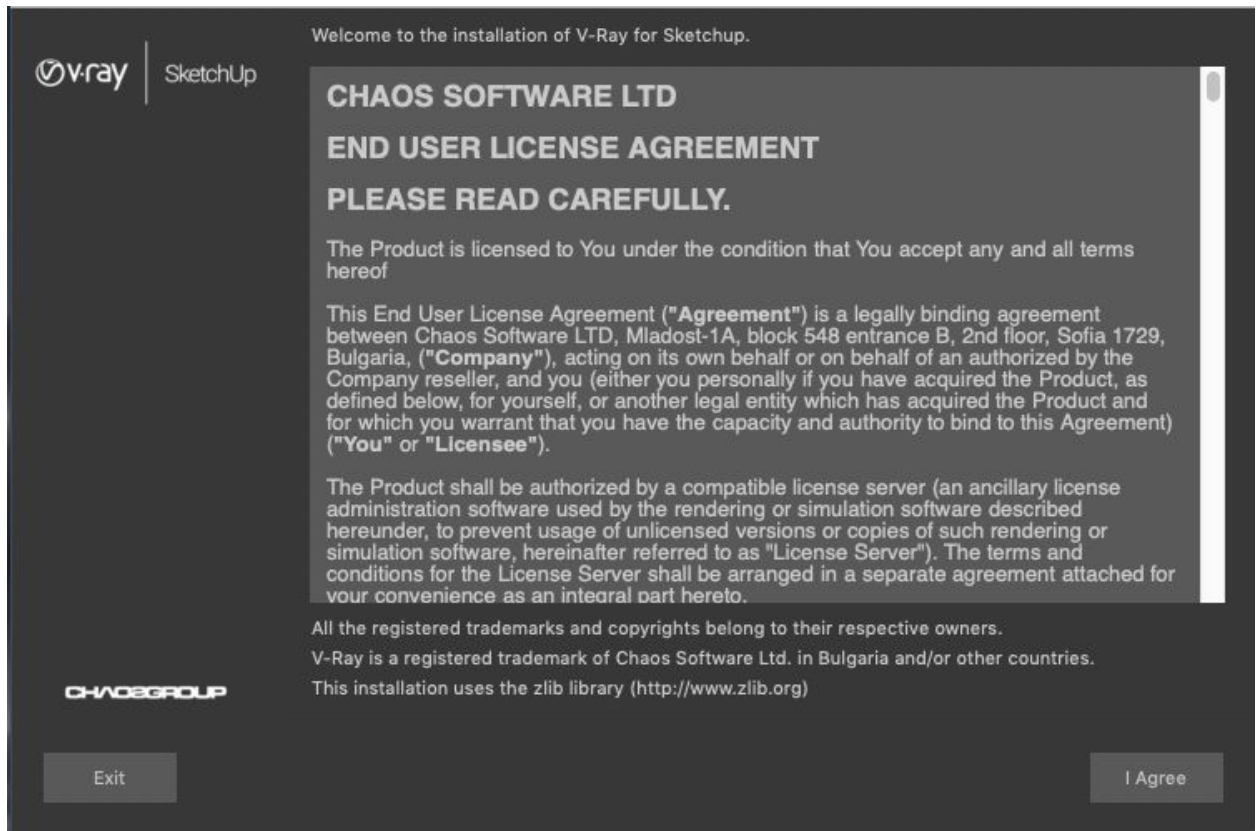 Welcome to the installation of V-Ray for Sketchup.
v·ray
SketchUp
CHAOS SOFTWARE LTD
END USER LICENSE AGREEMENT
PLEASE READ CAREFULLY.
The Product is licensed to You under the condition that You accept any and all terms
hereof
This End User License Agreement ("Agreement") is a legally binding agreement
between Chaos Software LTD, Mladost-1A, block 548 entrance B, 2nd floor, Sofia 1729,
Bulgaria, ("Company"), acting on its own behalf or on behalf of an authorized by the
Company reseller, and you (either you personally if you have acquired the Product, as
defined below, for yourself, or another legal entity which has acquired the Product and
for which you warrant that you have the capacity and authority to bind to this Agreement)
("You" or "Licensee").
The Product shall be authorized by a compatible license server (an ancillary license
administration software used by the rendering or simulation software described
hereunder, to prevent usage of unlicensed versions or copies of such rendering or
simulation software, hereinafter referred to as "License Server"). The terms and
conditions for the License Server shall be arranged in a separate agreement attached for
your convenience as an integral part hereto.
All the registered trademarks and copyrights belong to their respective owners.
V-Ray is a registered trademark of Chaos Software Ltd. in Bulgaria and/or other countries.
This installation uses the zlib library (http://www.zlib.org)
CHAOSGROUP
Exit
I Agree